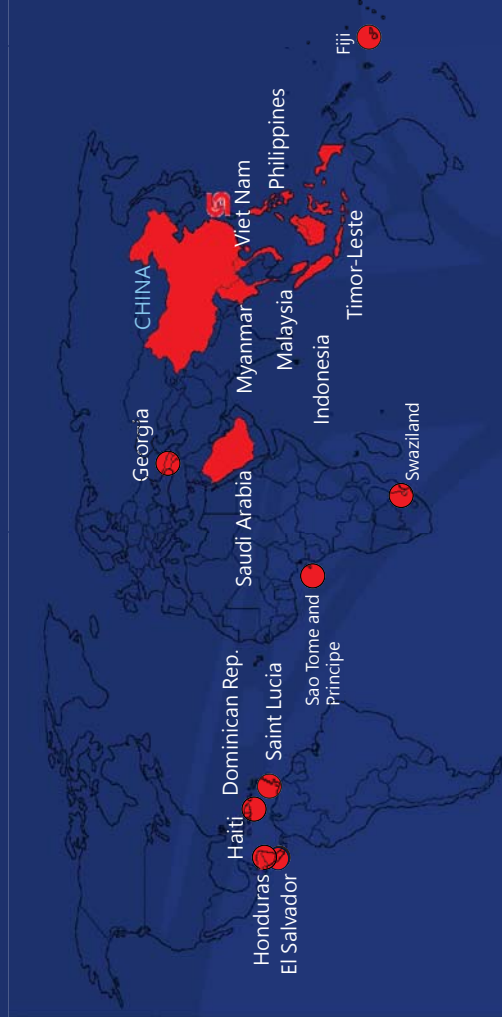 CHINA
Georgia
Saudi Arabia
Myanmar
Viet Nam
Malaysia
Philippines
Indonesia
Timor-Leste
Fiji
Swaziland
Sao Tome and
Principe
Dominican Rep.
Haiti
Saint Lucia
Honduras
El Salvador